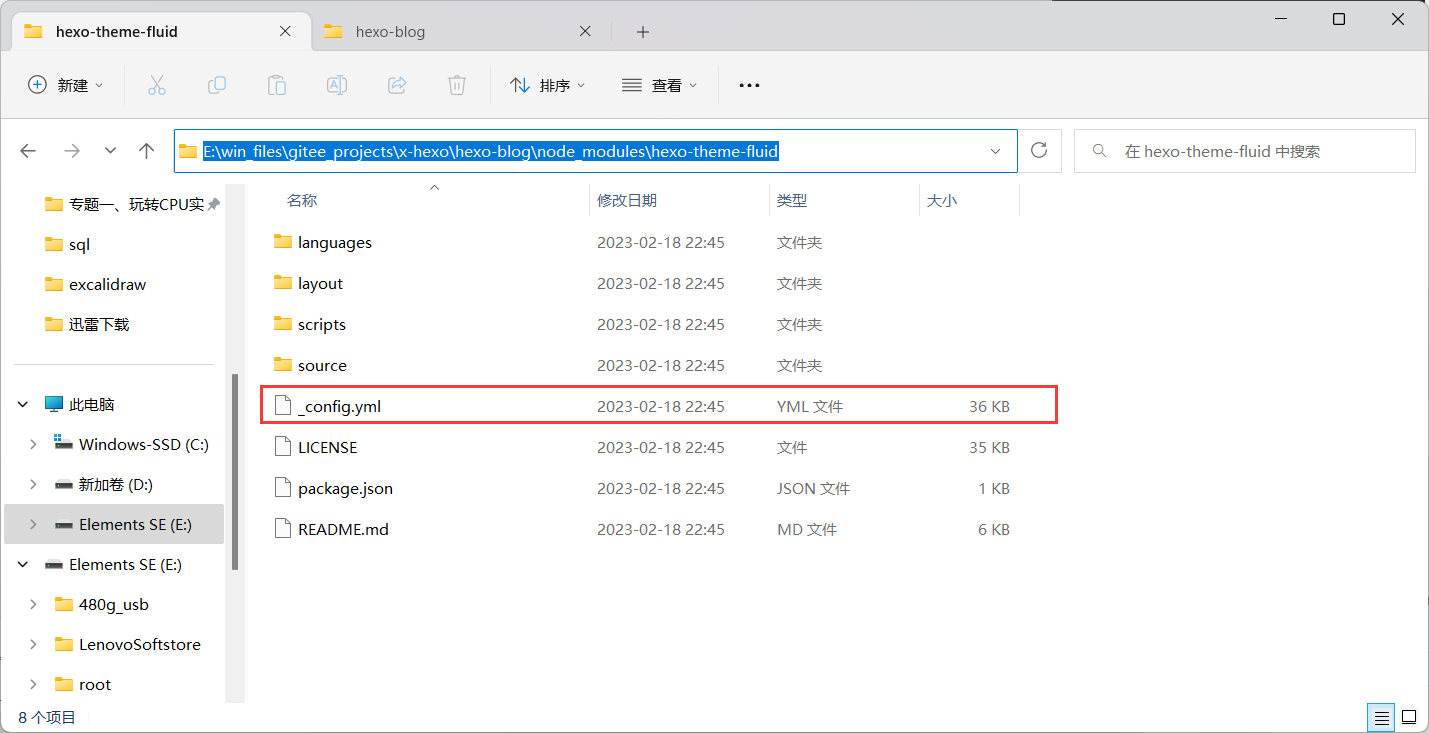 hexo-theme-fluid
hexo-blog
新建
排序
查看
E:\win_files\gitee_projects\x-hexo\hexo-blog\node_modules\hexo-theme-fluid
在 hexo-theme-fluid 中搜索
专题一、玩转CPU实
sql
excalidraw
迅雷下载
此电脑
Windows-SSD (C:)
新加卷 (D:)
Elements SE (E:)
Elements SE (E:)
480g_usb
LenovoSoftstore
root
名称 修改日期 类型 大小
languages 2023-02-18 22:45 文件夹
layout 2023-02-18 22:45 文件夹
scripts 2023-02-18 22:45 文件夹
source 2023-02-18 22:45 文件夹
_config.yml 2023-02-18 22:45 YML 文件 36 KB
LICENSE 2023-02-18 22:45 文件 35 KB
package.json 2023-02-18 22:45 JSON 文件 1 KB
README.md 2023-02-18 22:45 MD 文件 6 KB
8 个项目